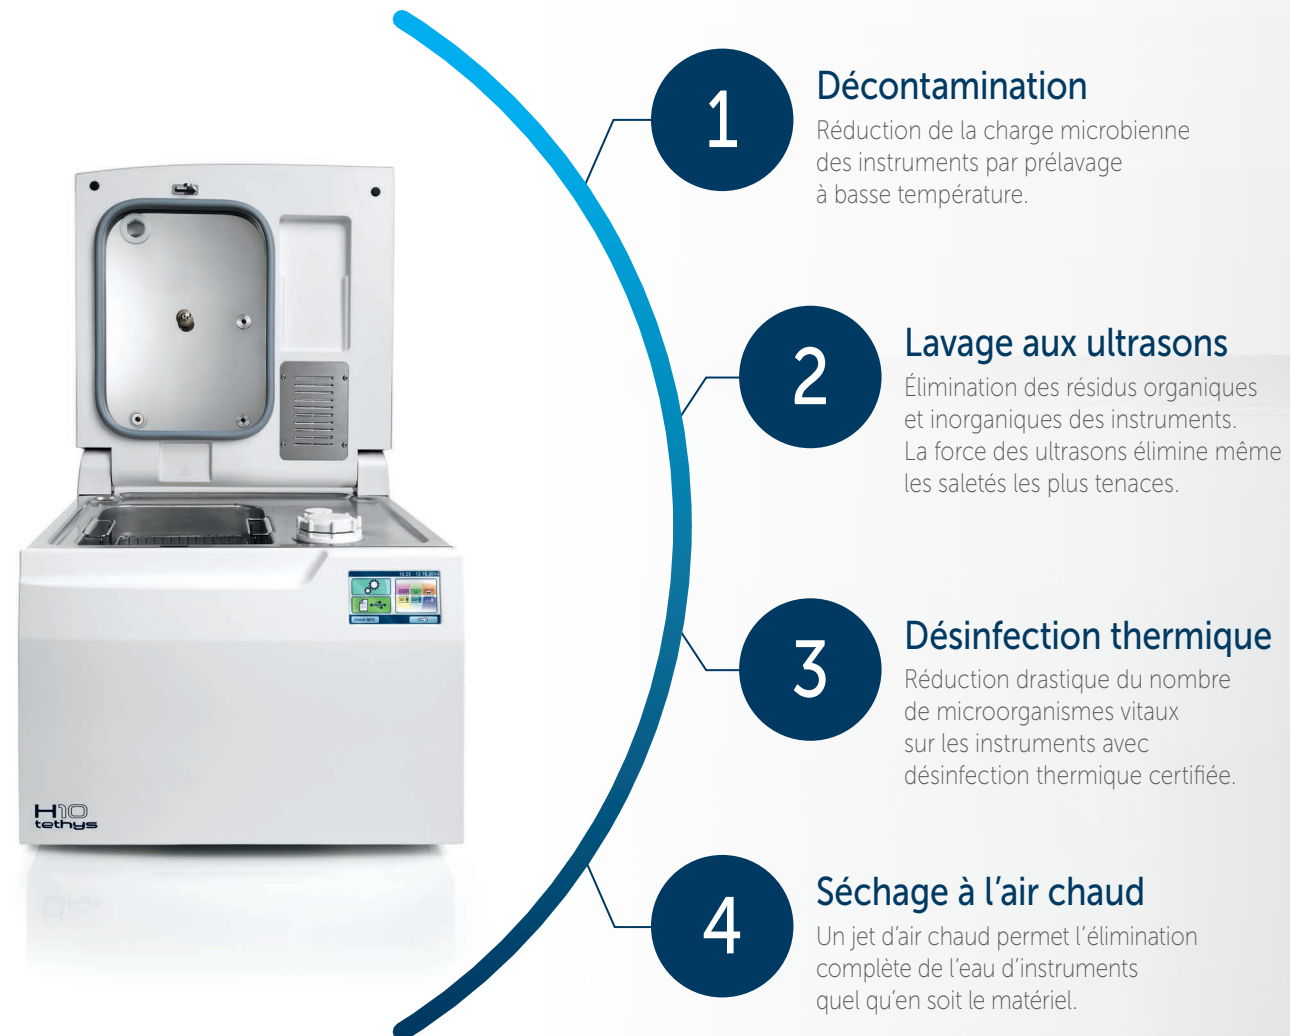 1
Décontamination
Réduction de la charge microbienne
des instruments par prélavage
à basse température.
2
Lavage aux ultrasons
Élimination des résidus organiques
et inorganiques des instruments.
La force des ultrasons élimine même
les saletés les plus tenaces.
3
Désinfection thermique
Réduction drastique du nombre
de microorganismes vitaux
sur les instruments avec
désinfection thermique certifiée.
H10
tethys
4
Séchage à l’air chaud
Un jet d’air chaud permet l’élimination
complète de l’eau d’instruments
quel qu’en soit le matériel.